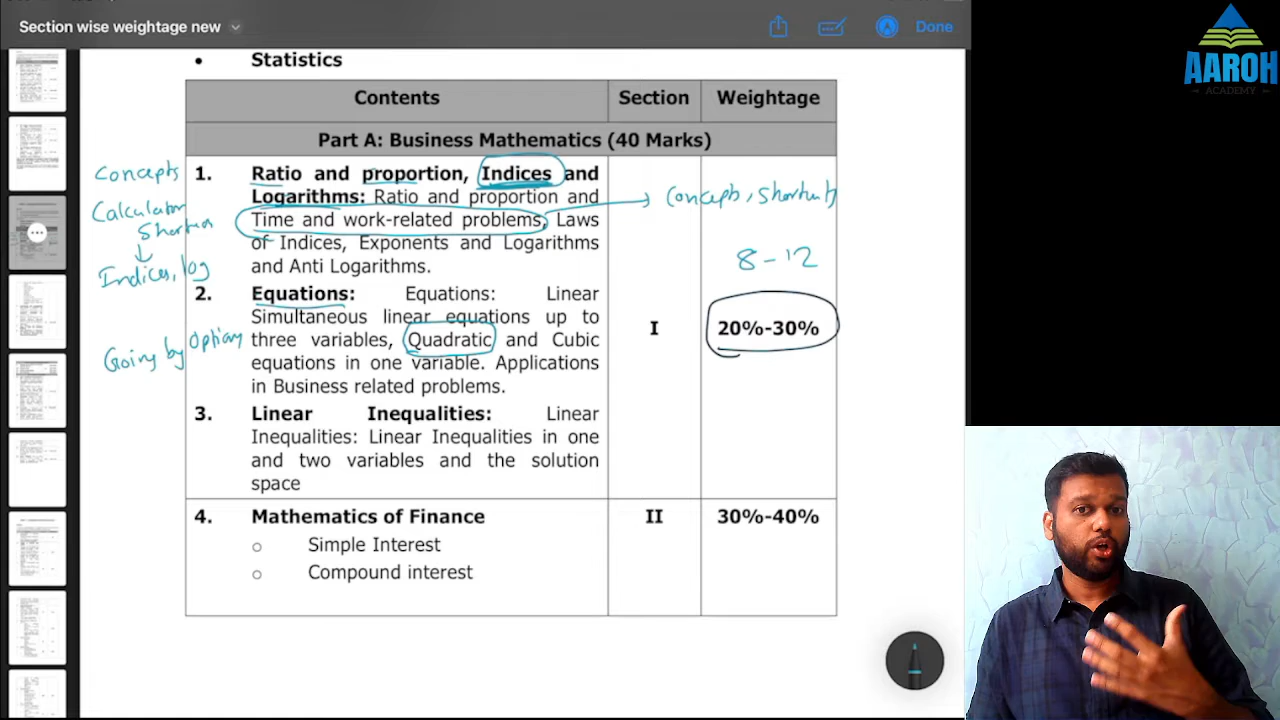 Section wise weightage new
Done
AAROH
ACADEMY
• Statistics
Contents Section Weightage
Part A: Business Mathematics (40 Marks)
1. Ratio and proportion, Indices and
Logarithms: Ratio and proportion and
Time and work-related problems, Laws
of Indices, Exponents and Logarithms
and Anti Logarithms.
2. Equations: Equations: Linear
Simultaneous linear equations up to
three variables, Quadratic and Cubic
equations in one variable. Applications
in Business related problems.
3. Linear Inequalities: Linear
Inequalities: Linear Inequalities in one
and two variables and the solution
space
I 20%-30%
4. Mathematics of Finance II 30%-40%
○ Simple Interest
○ Compound interest
Concepts
Calculator
Indices, log
Going by Options
Concepts, Shortcuts
8-12